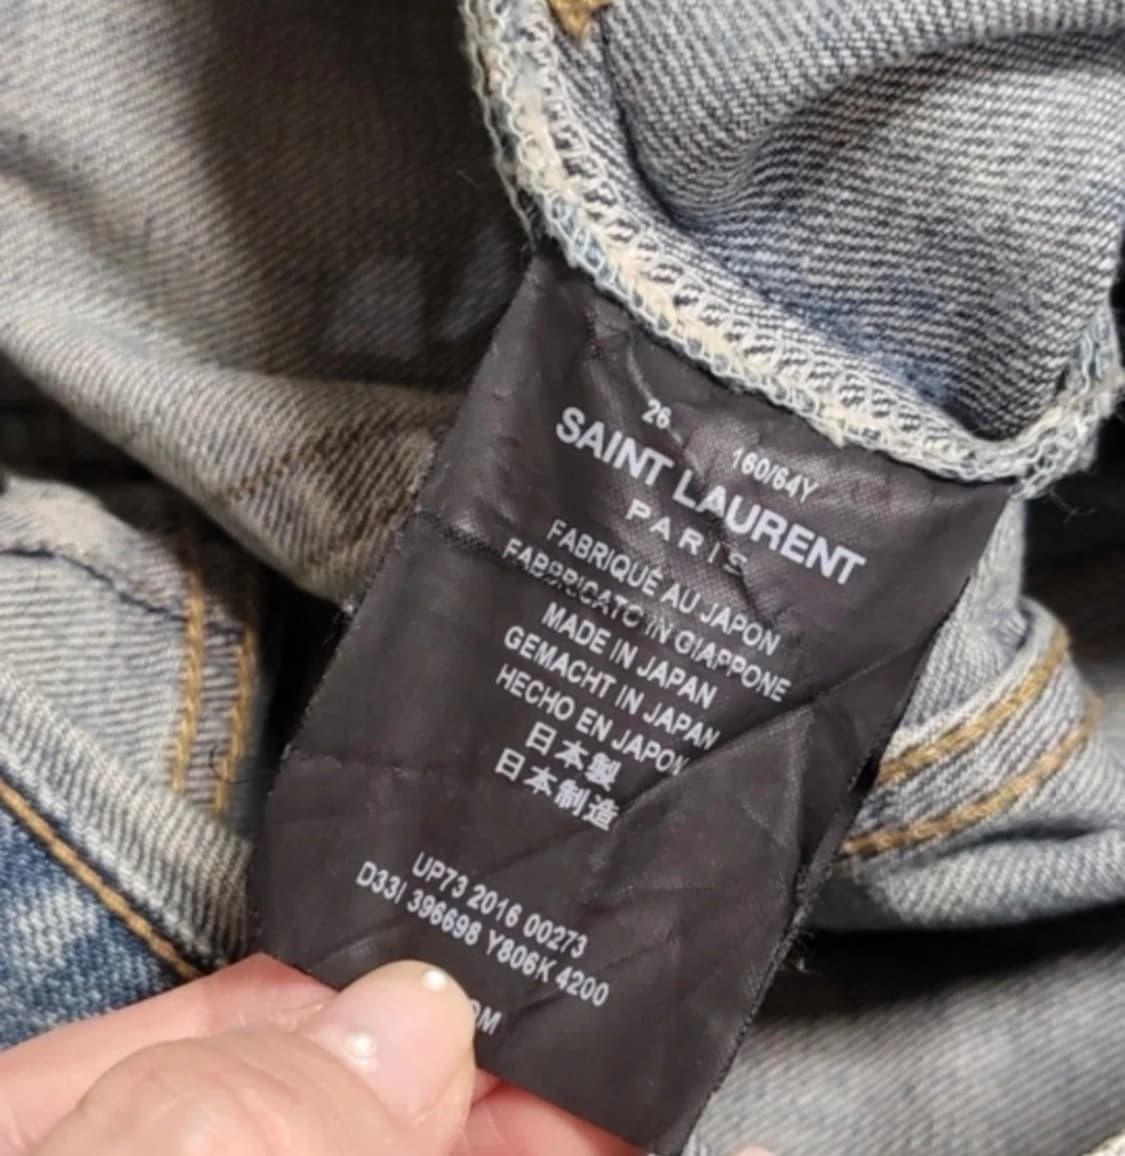 26 160/64Y
SAINT LAURENT
PARIS
FABRIQUÉ AU JAPON
FABBRICATO IN GIAPPONE
MADE IN JAPAN
GEMACHT IN JAPAN
HECHO EN JAPON
日本製
日本制造
UP73 2016 00273
D33I 396698 Y806K 4200